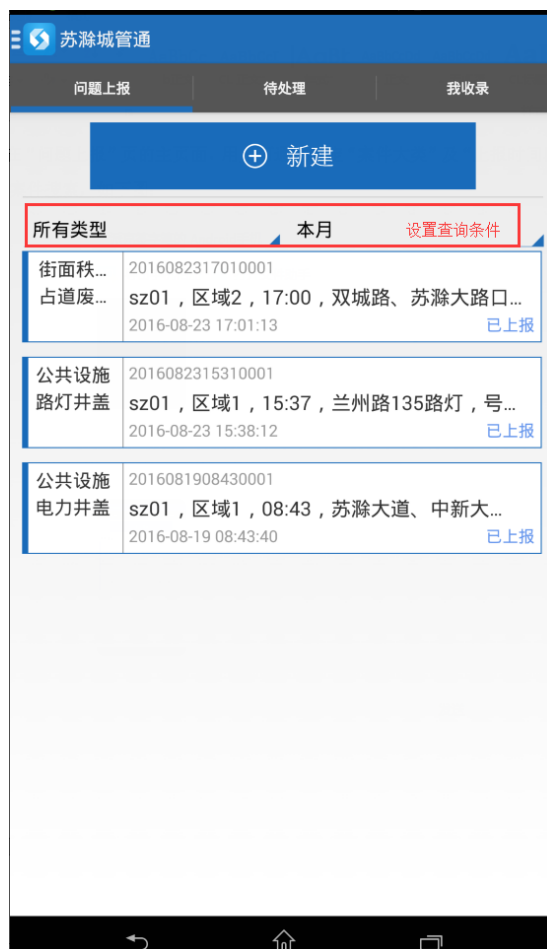 苏滁城管通
问题上报 待处理 我收录
新建
所有类型 本月 设置查询条件
街面秩... 2016082317010001
占道废... sz01，区域2，17:00，双城路、苏滁大路口...
2016-08-23 17:01:13 已上报
公共设施 2016082315310001
路灯井盖 sz01，区域1，15:37，兰州路135路灯，号...
2016-08-23 15:38:12 已上报
公共设施 2016081908430001
电力井盖 sz01，区域1，08:43，苏滁大道、中新大...
2016-08-19 08:43:40 已上报